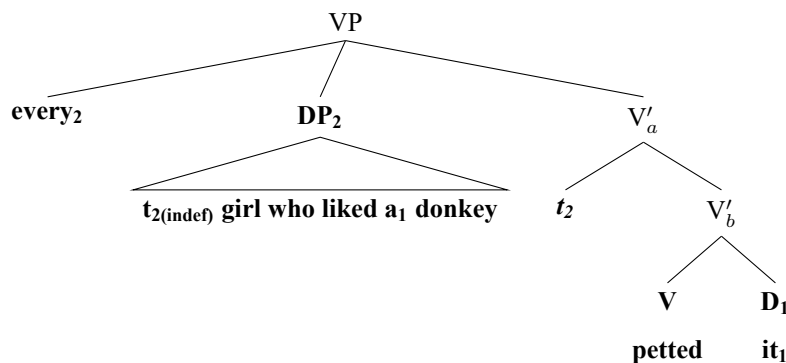 VP
every₂ DP₂ V′ₐ
t₂₍indef₎ girl who liked a₁ donkey t₂ V′b
V D₁
petted it₁